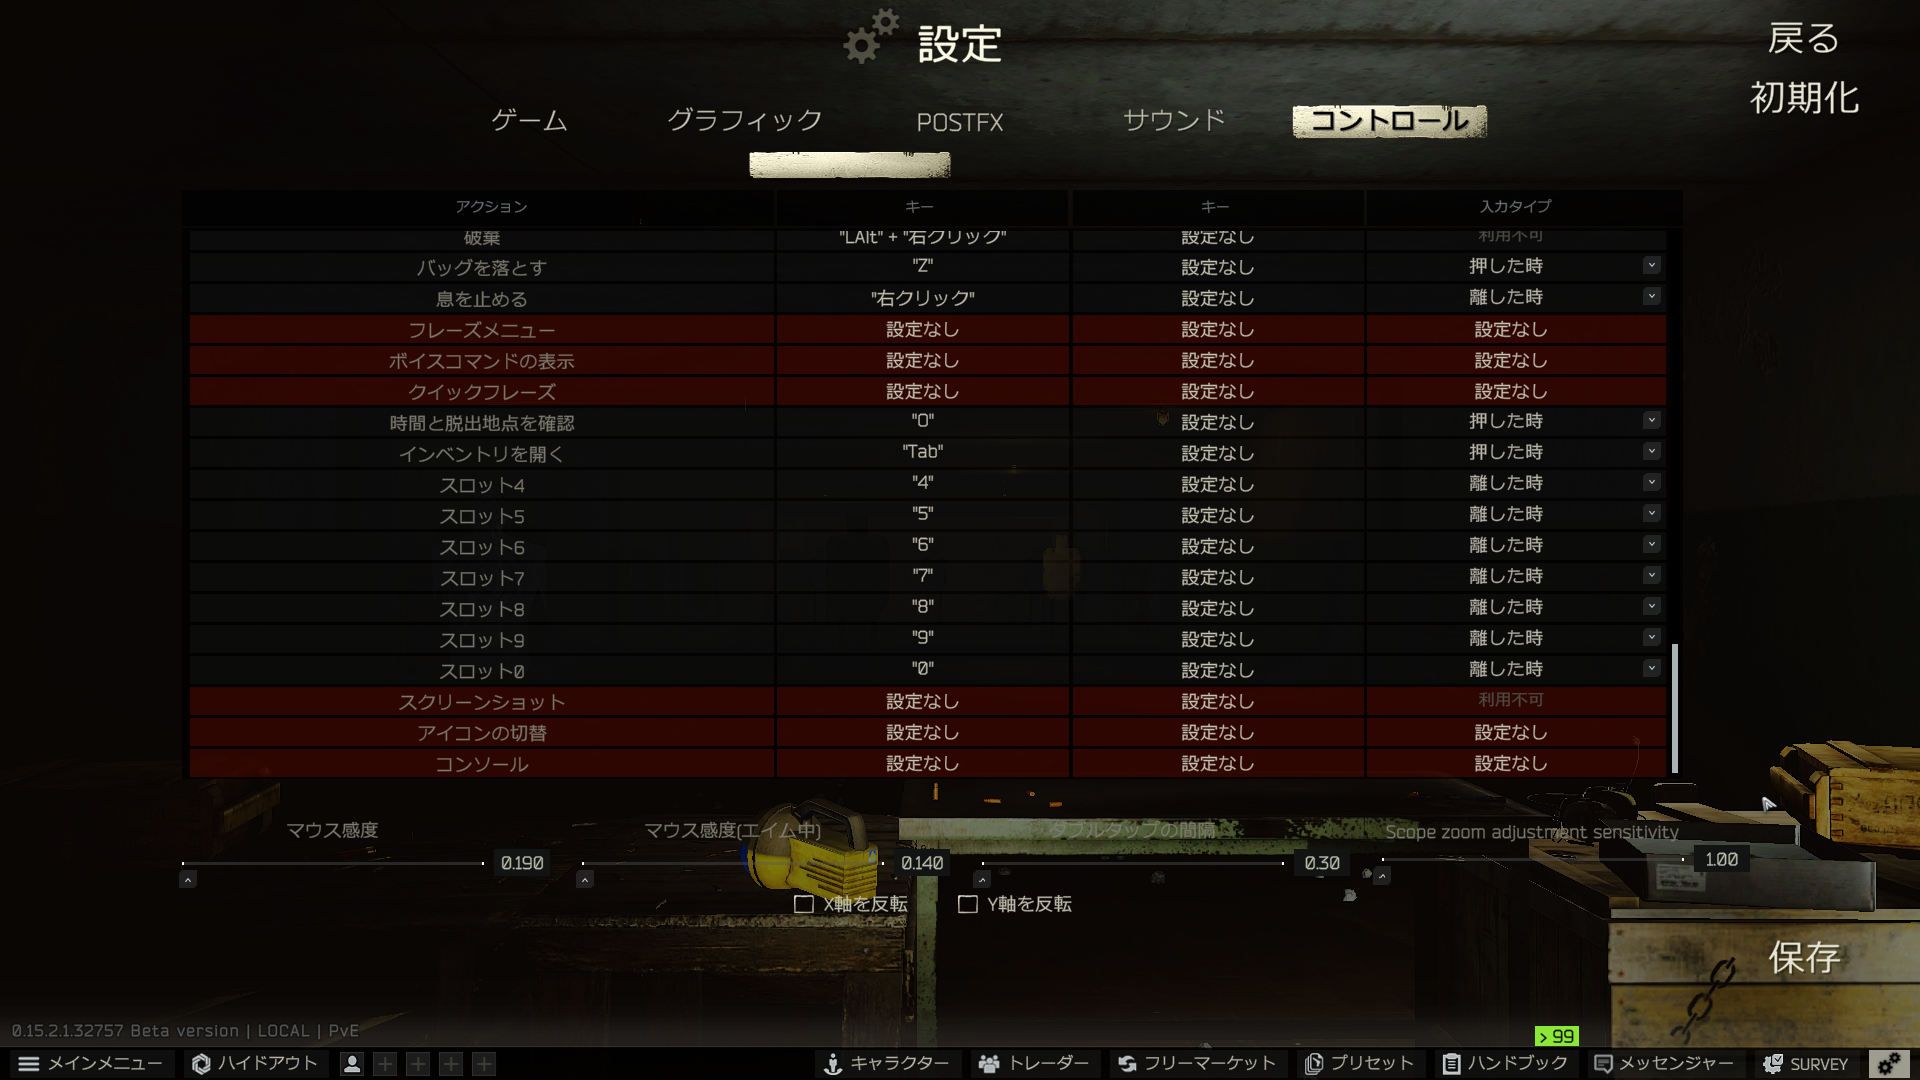 設定
戻る
初期化
ゲーム グラフィック POSTFX サウンド コントロール
アクション キー キー 入力タイプ
破棄 "LAlt" + "右クリック" 設定なし 利用不可
バッグを落とす "Z" 設定なし 押した時
息を止める "右クリック" 設定なし 離した時
フレーズメニュー 設定なし 設定なし 設定なし
ボイスコマンドの表示 設定なし 設定なし 設定なし
クイックフレーズ 設定なし 設定なし 設定なし
時間と脱出地点を確認 "O" 設定なし 押した時
インベントリを開く "Tab" 設定なし 押した時
スロット4 "4" 設定なし 離した時
スロット5 "5" 設定なし 離した時
スロット6 "6" 設定なし 離した時
スロット7 "7" 設定なし 離した時
スロット8 "8" 設定なし 離した時
スロット9 "9" 設定なし 離した時
スロット0 "0" 設定なし 離した時
スクリーンショット 設定なし 設定なし 利用不可
アイコンの切替 設定なし 設定なし 設定なし
コンソール 設定なし 設定なし 設定なし
マウス感度 マウス感度(エイム中) ダブルタップの間隔 Scope zoom adjustment sensitivity
0.190 0.140 0.30 1.00
X軸を反転 Y軸を反転
保存
0.15.2.1.32757 Beta version | LOCAL | PvE
> 99
メインメニュー ハイドアウト キャラクター トレーダー フリーマーケット プリセット ハンドブック メッセンジャー SURVEY